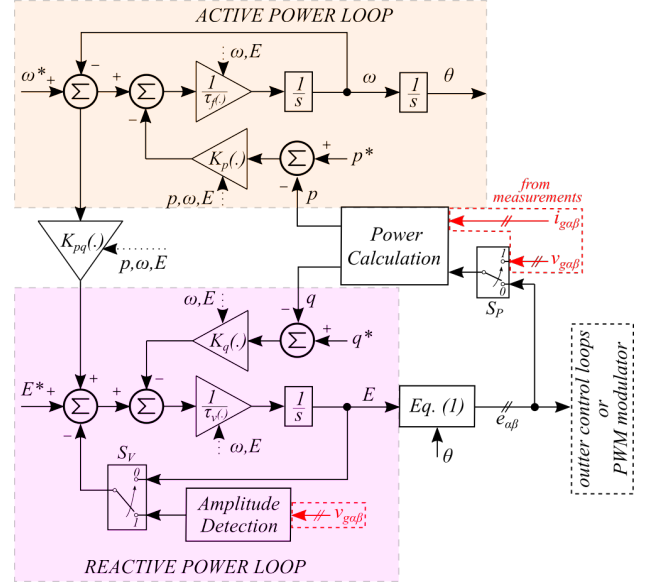 ACTIVE POWER LOOP
ω,E
ω* + Σ − + Σ − 1/τf(.) 1/s ω 1/s θ
Kp(.) − Σ + p*
p,ω,E
− p
from measurements
igαβ
Kpq(.)
p,ω,E
Power Calculation
1
vgαβ
0
SP
ω,E
− q
Kq(.) Σ + q*
E* + Σ + − + Σ − 1/τv(.) 1/s E Eq. (1) eαβ
ω,E
θ
outter control loops
or
PWM modulator
SV
0
1
Amplitude
Detection
vgαβ
REACTIVE POWER LOOP